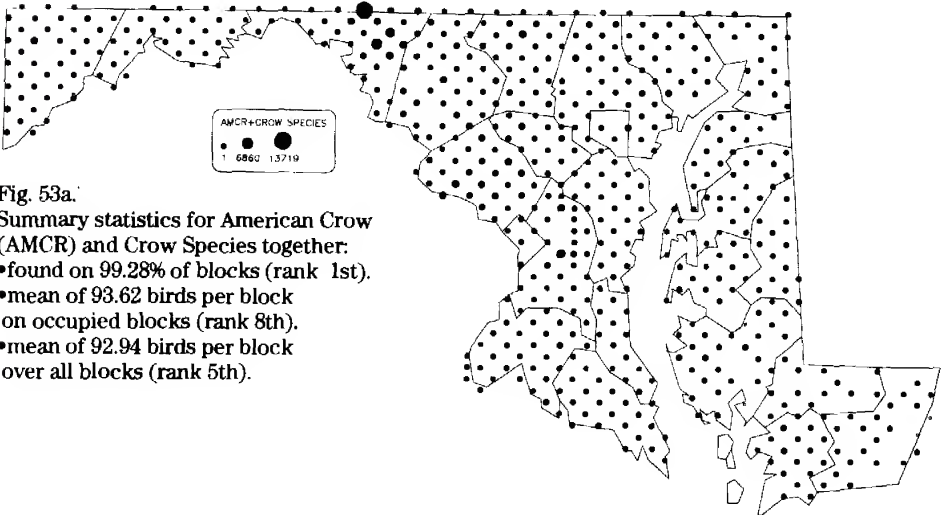 AMCR+CROW SPECIES
1 6860 13719
Fig. 53a.
Summary statistics for American Crow
(AMCR) and Crow Species together:
•found on 99.28% of blocks (rank 1st).
•mean of 93.62 birds per block
on occupied blocks (rank 8th).
•mean of 92.94 birds per block
over all blocks (rank 5th).